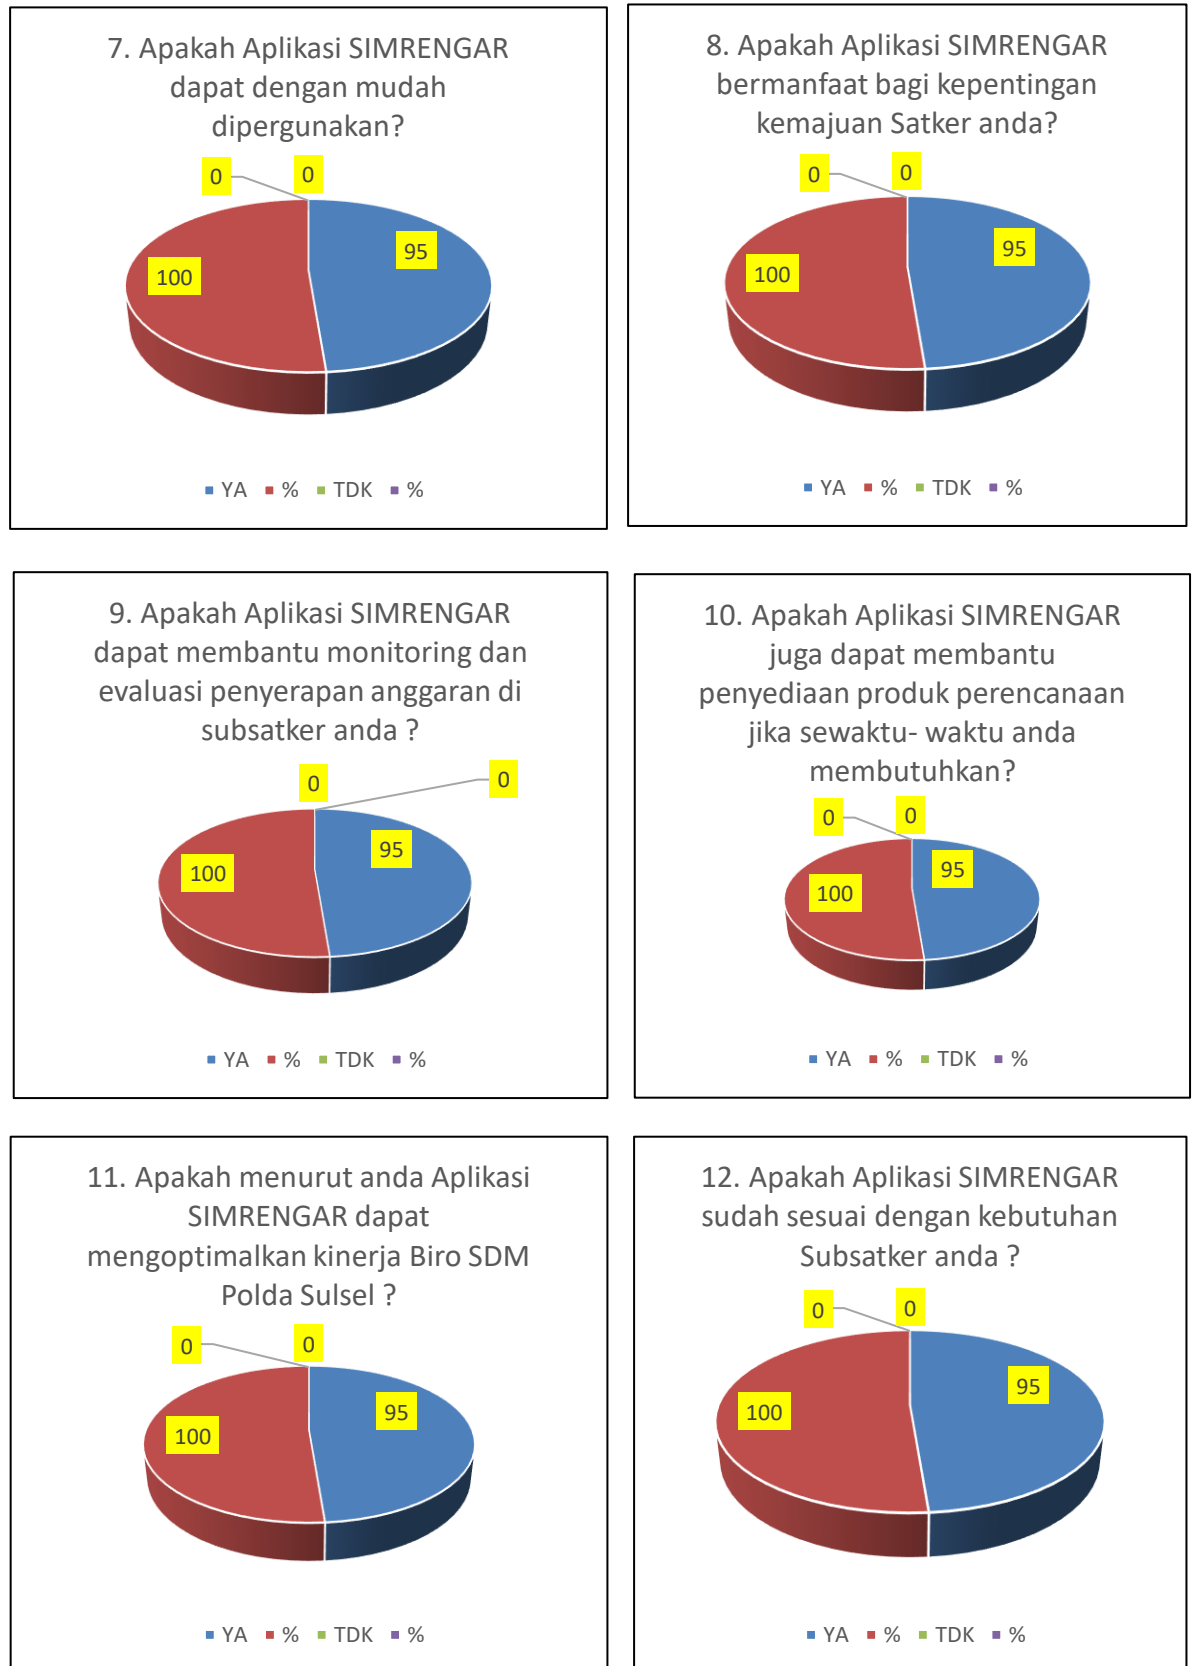 7. Apakah Aplikasi SIMRENGAR
dapat dengan mudah
dipergunakan?
0
0
95
100
YA % TDK %
8. Apakah Aplikasi SIMRENGAR
bermanfaat bagi kepentingan
kemajuan Satker anda?
0
0
95
100
YA % TDK %
9. Apakah Aplikasi SIMRENGAR
dapat membantu monitoring dan
evaluasi penyerapan anggaran di
subsatker anda ?
0
0
95
100
YA % TDK %
10. Apakah Aplikasi SIMRENGAR
juga dapat membantu
penyediaan produk perencanaan
jika sewaktu- waktu anda
membutuhkan?
0
0
95
100
YA % TDK %
11. Apakah menurut anda Aplikasi
SIMRENGAR dapat
mengoptimalkan kinerja Biro SDM
Polda Sulsel ?
0
0
95
100
YA % TDK %
12. Apakah Aplikasi SIMRENGAR
sudah sesuai dengan kebutuhan
Subsatker anda ?
0
0
95
100
YA % TDK %